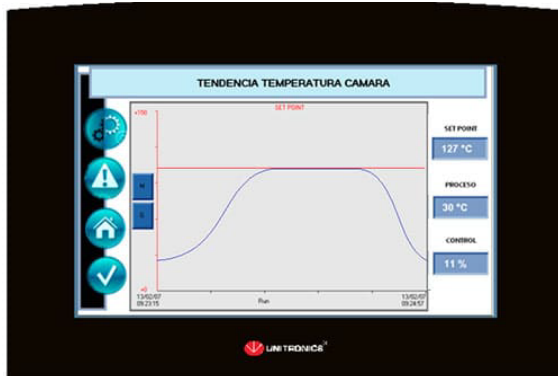 TENDENCIA TEMPERATURA CAMARA
SET POINT
SET POINT
127 °C
PROCESO
30 °C
CONTROL
11 %
+0
13/02/07
09:23:15
Run
13/02/07
09:24:57
UNITRONICS